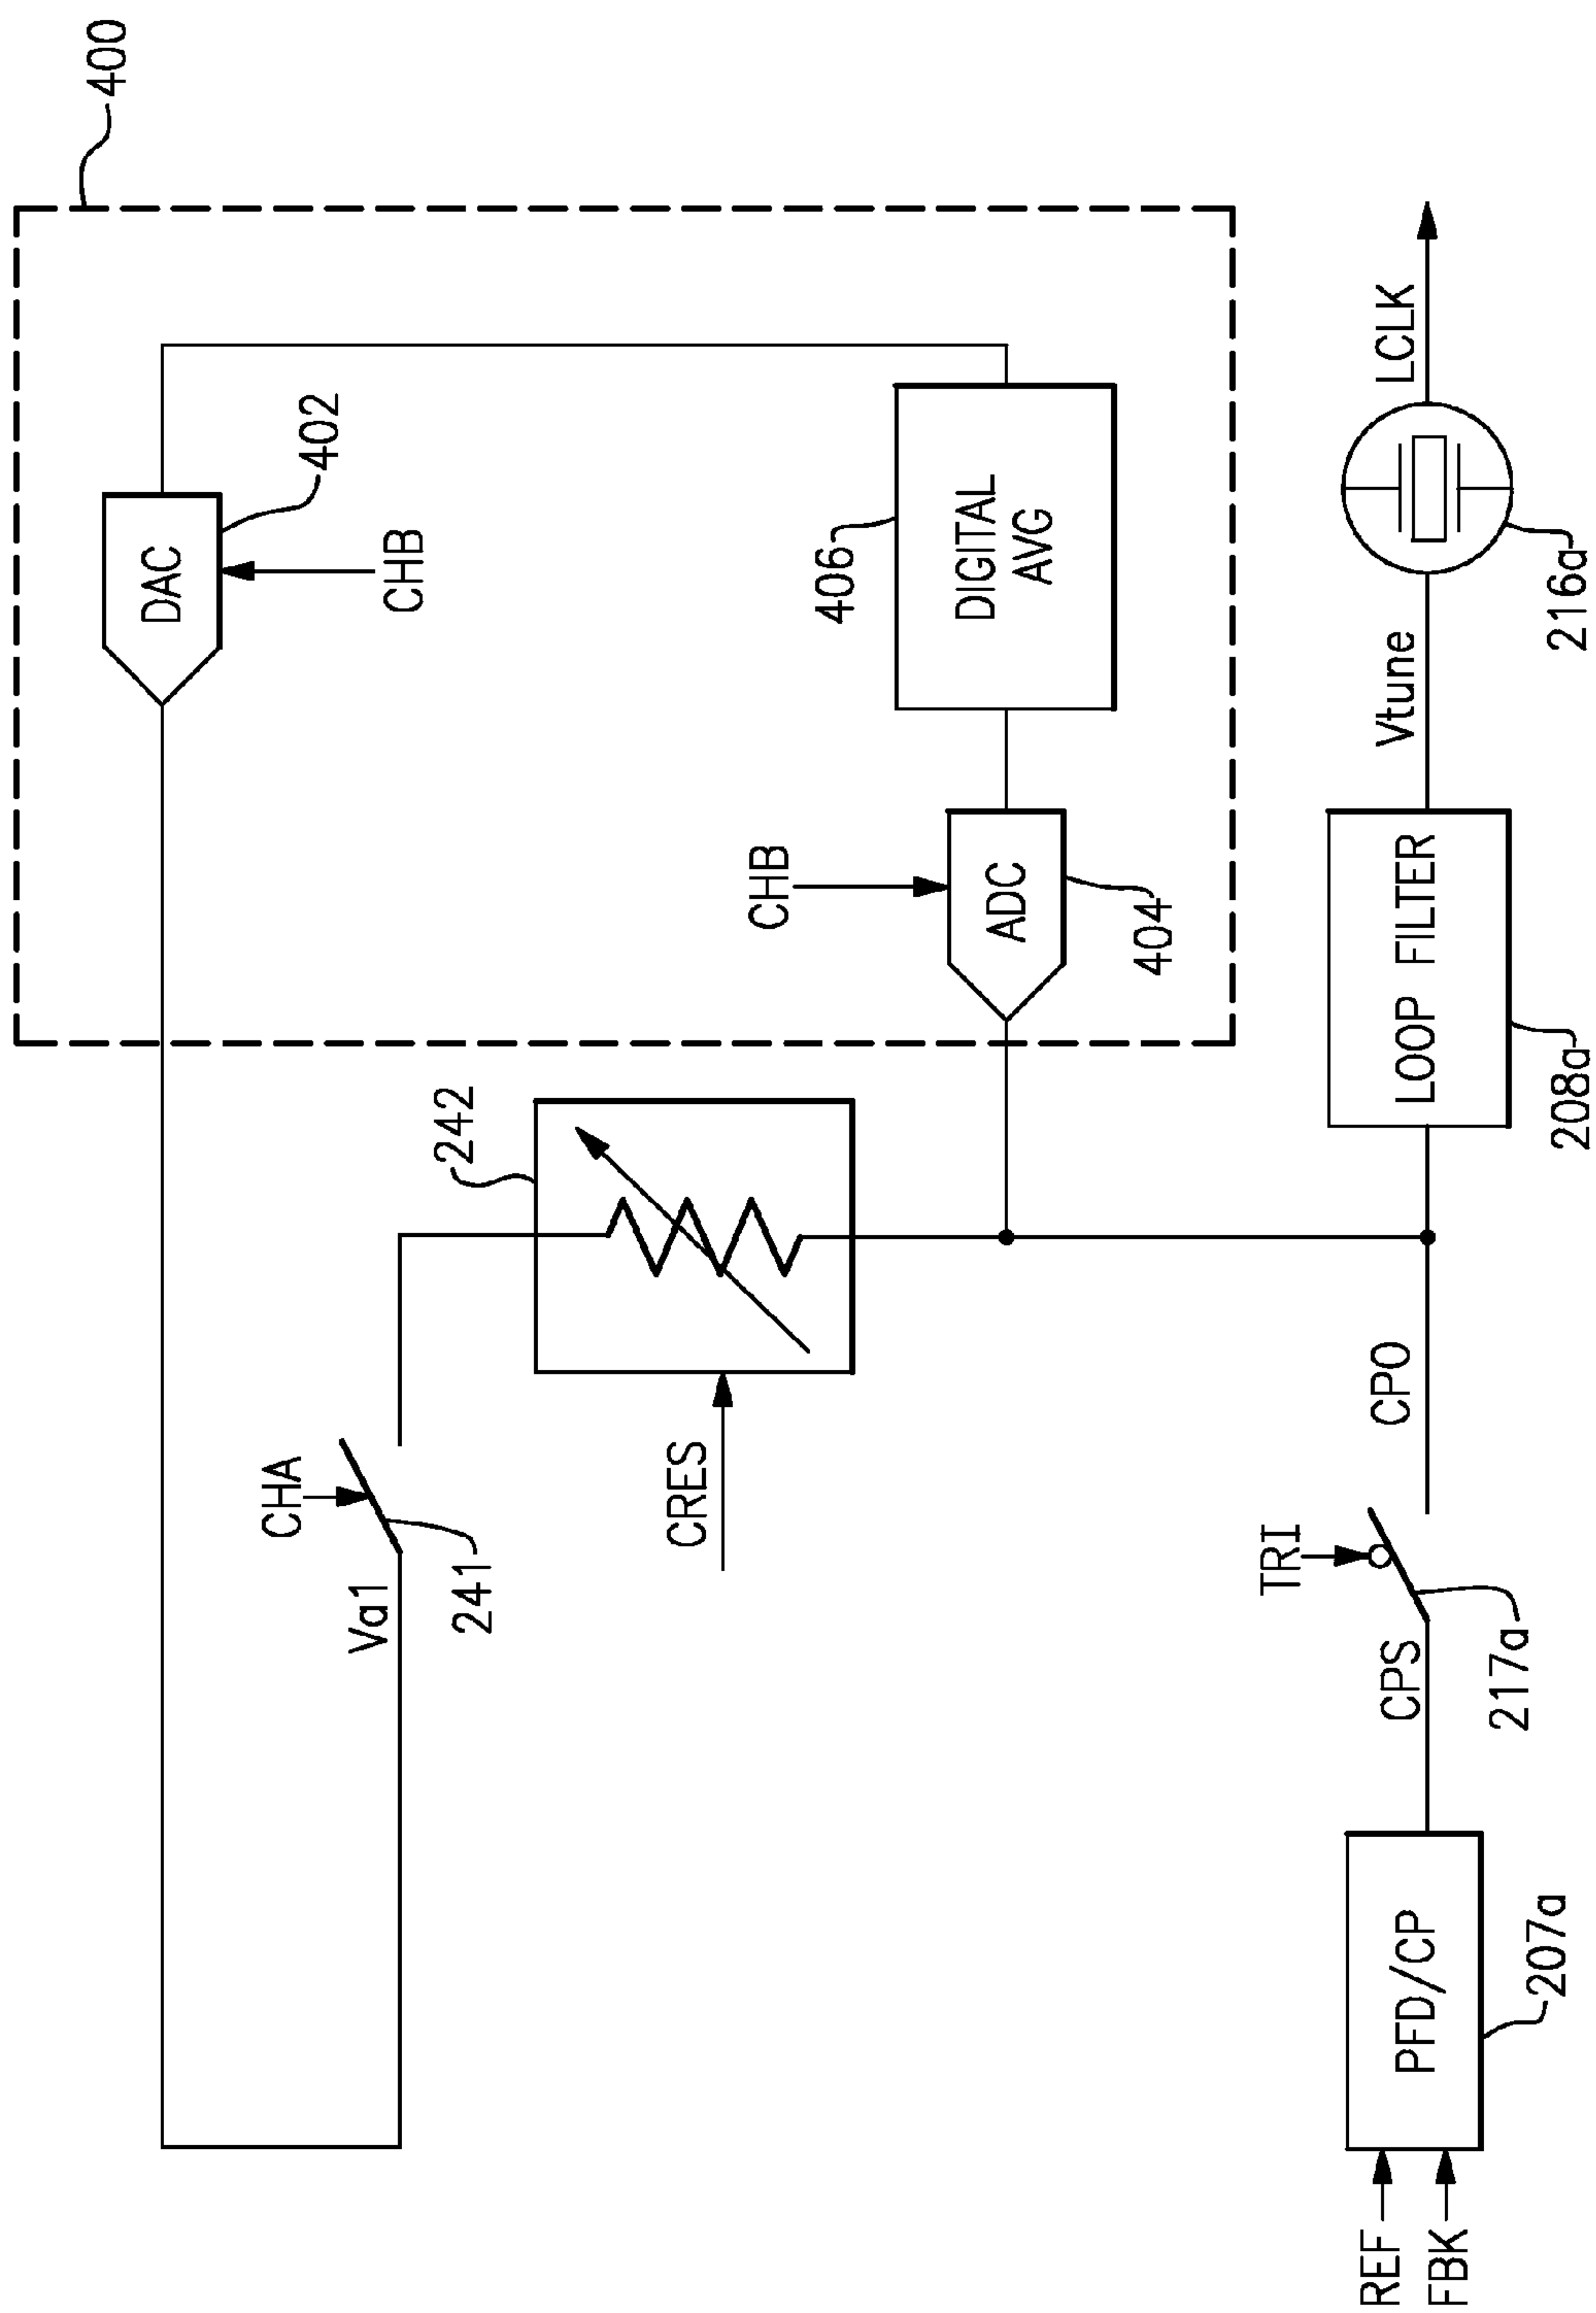 400
DAC
402
CHB
406
DIGITAL
AVG
CHB
ADC
404
242
CHA
Va1
241
CRES
REF
FBK
PFD/CP
207a
CPS
TRI
217a
CPO
LOOP FILTER
208a
Vtune
216a
LCLK